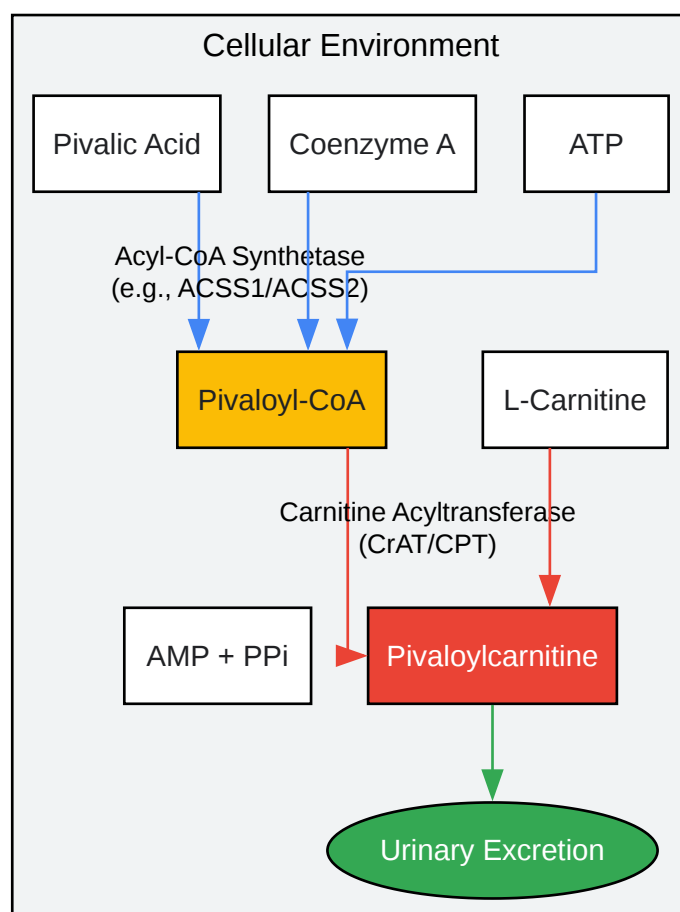 Cellular Environment
Pivalic Acid
Coenzyme A
ATP
Acyl-CoA Synthetase
(e.g., ACSS1/ACSS2)
Pivaloyl-CoA
L-Carnitine
Carnitine Acyltransferase
(CrAT/CPT)
AMP + PPi
Pivaloylcarnitine
Urinary Excretion